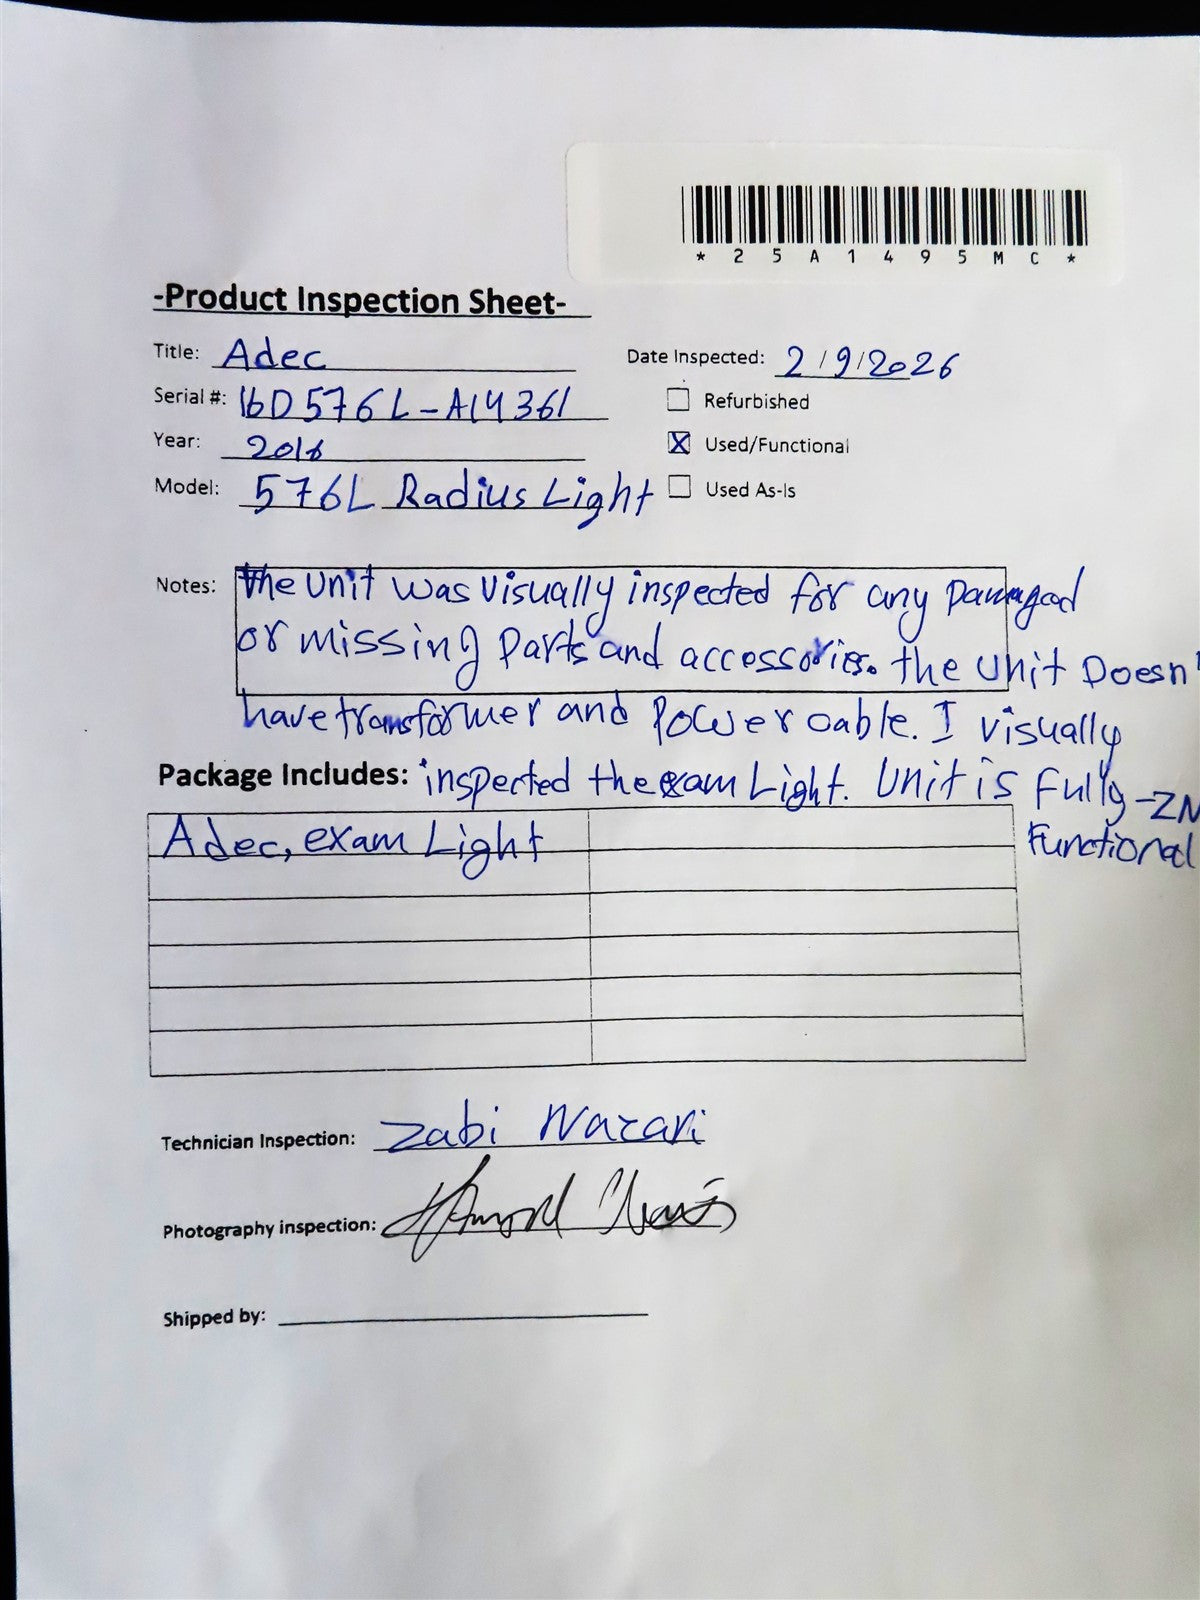 * 2 5 A 1 4 9 5 M C *
-Product Inspection Sheet-
Title: Adec
Date Inspected: 2/9/2026
Serial #: 16D576L-A14361
Refurbished
Year: 2016
X Used/Functional
Model: 576L Radius Light
Used As-Is
Notes: the Unit was visually inspected for any Damaged
or missing Parts and accessories. the Unit Doesn'
have transformer and Power cable. I visually
Package Includes: inspected the exam Light. Unit is Fully -ZN
Functional
Adec, exam Light
Technician Inspection: Zabi Nazari
Photography inspection:
Shipped by: